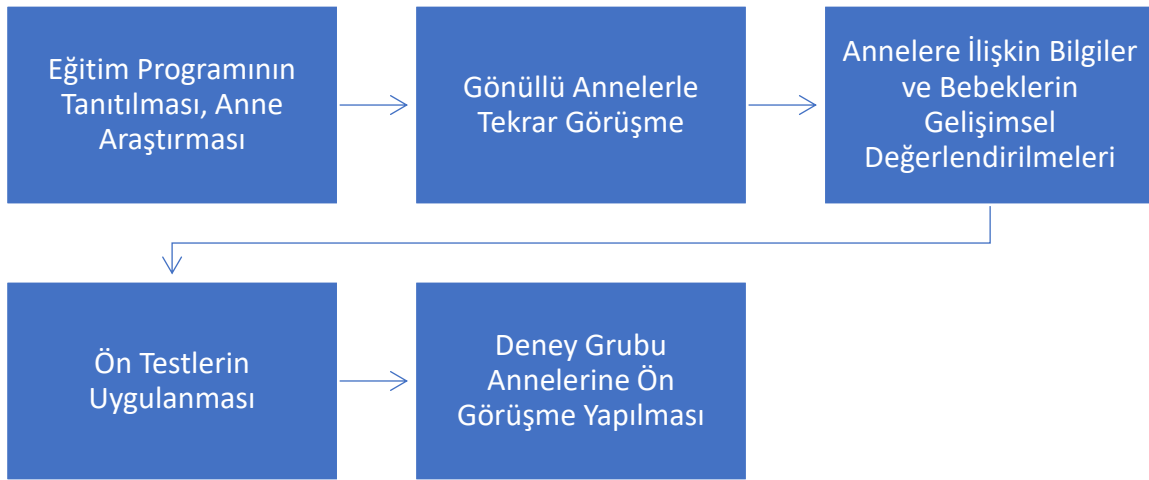 Eğitim Programının
Tanıtılması, Anne
Araştırması
Gönüllü Annelerle
Tekrar Görüşme
Annelere İlişkin Bilgiler
ve Bebeklerin
Gelişimsel
Değerlendirilmeleri
Ön Testlerin
Uygulanması
Deney Grubu
Annelerine Ön
Görüşme Yapılması